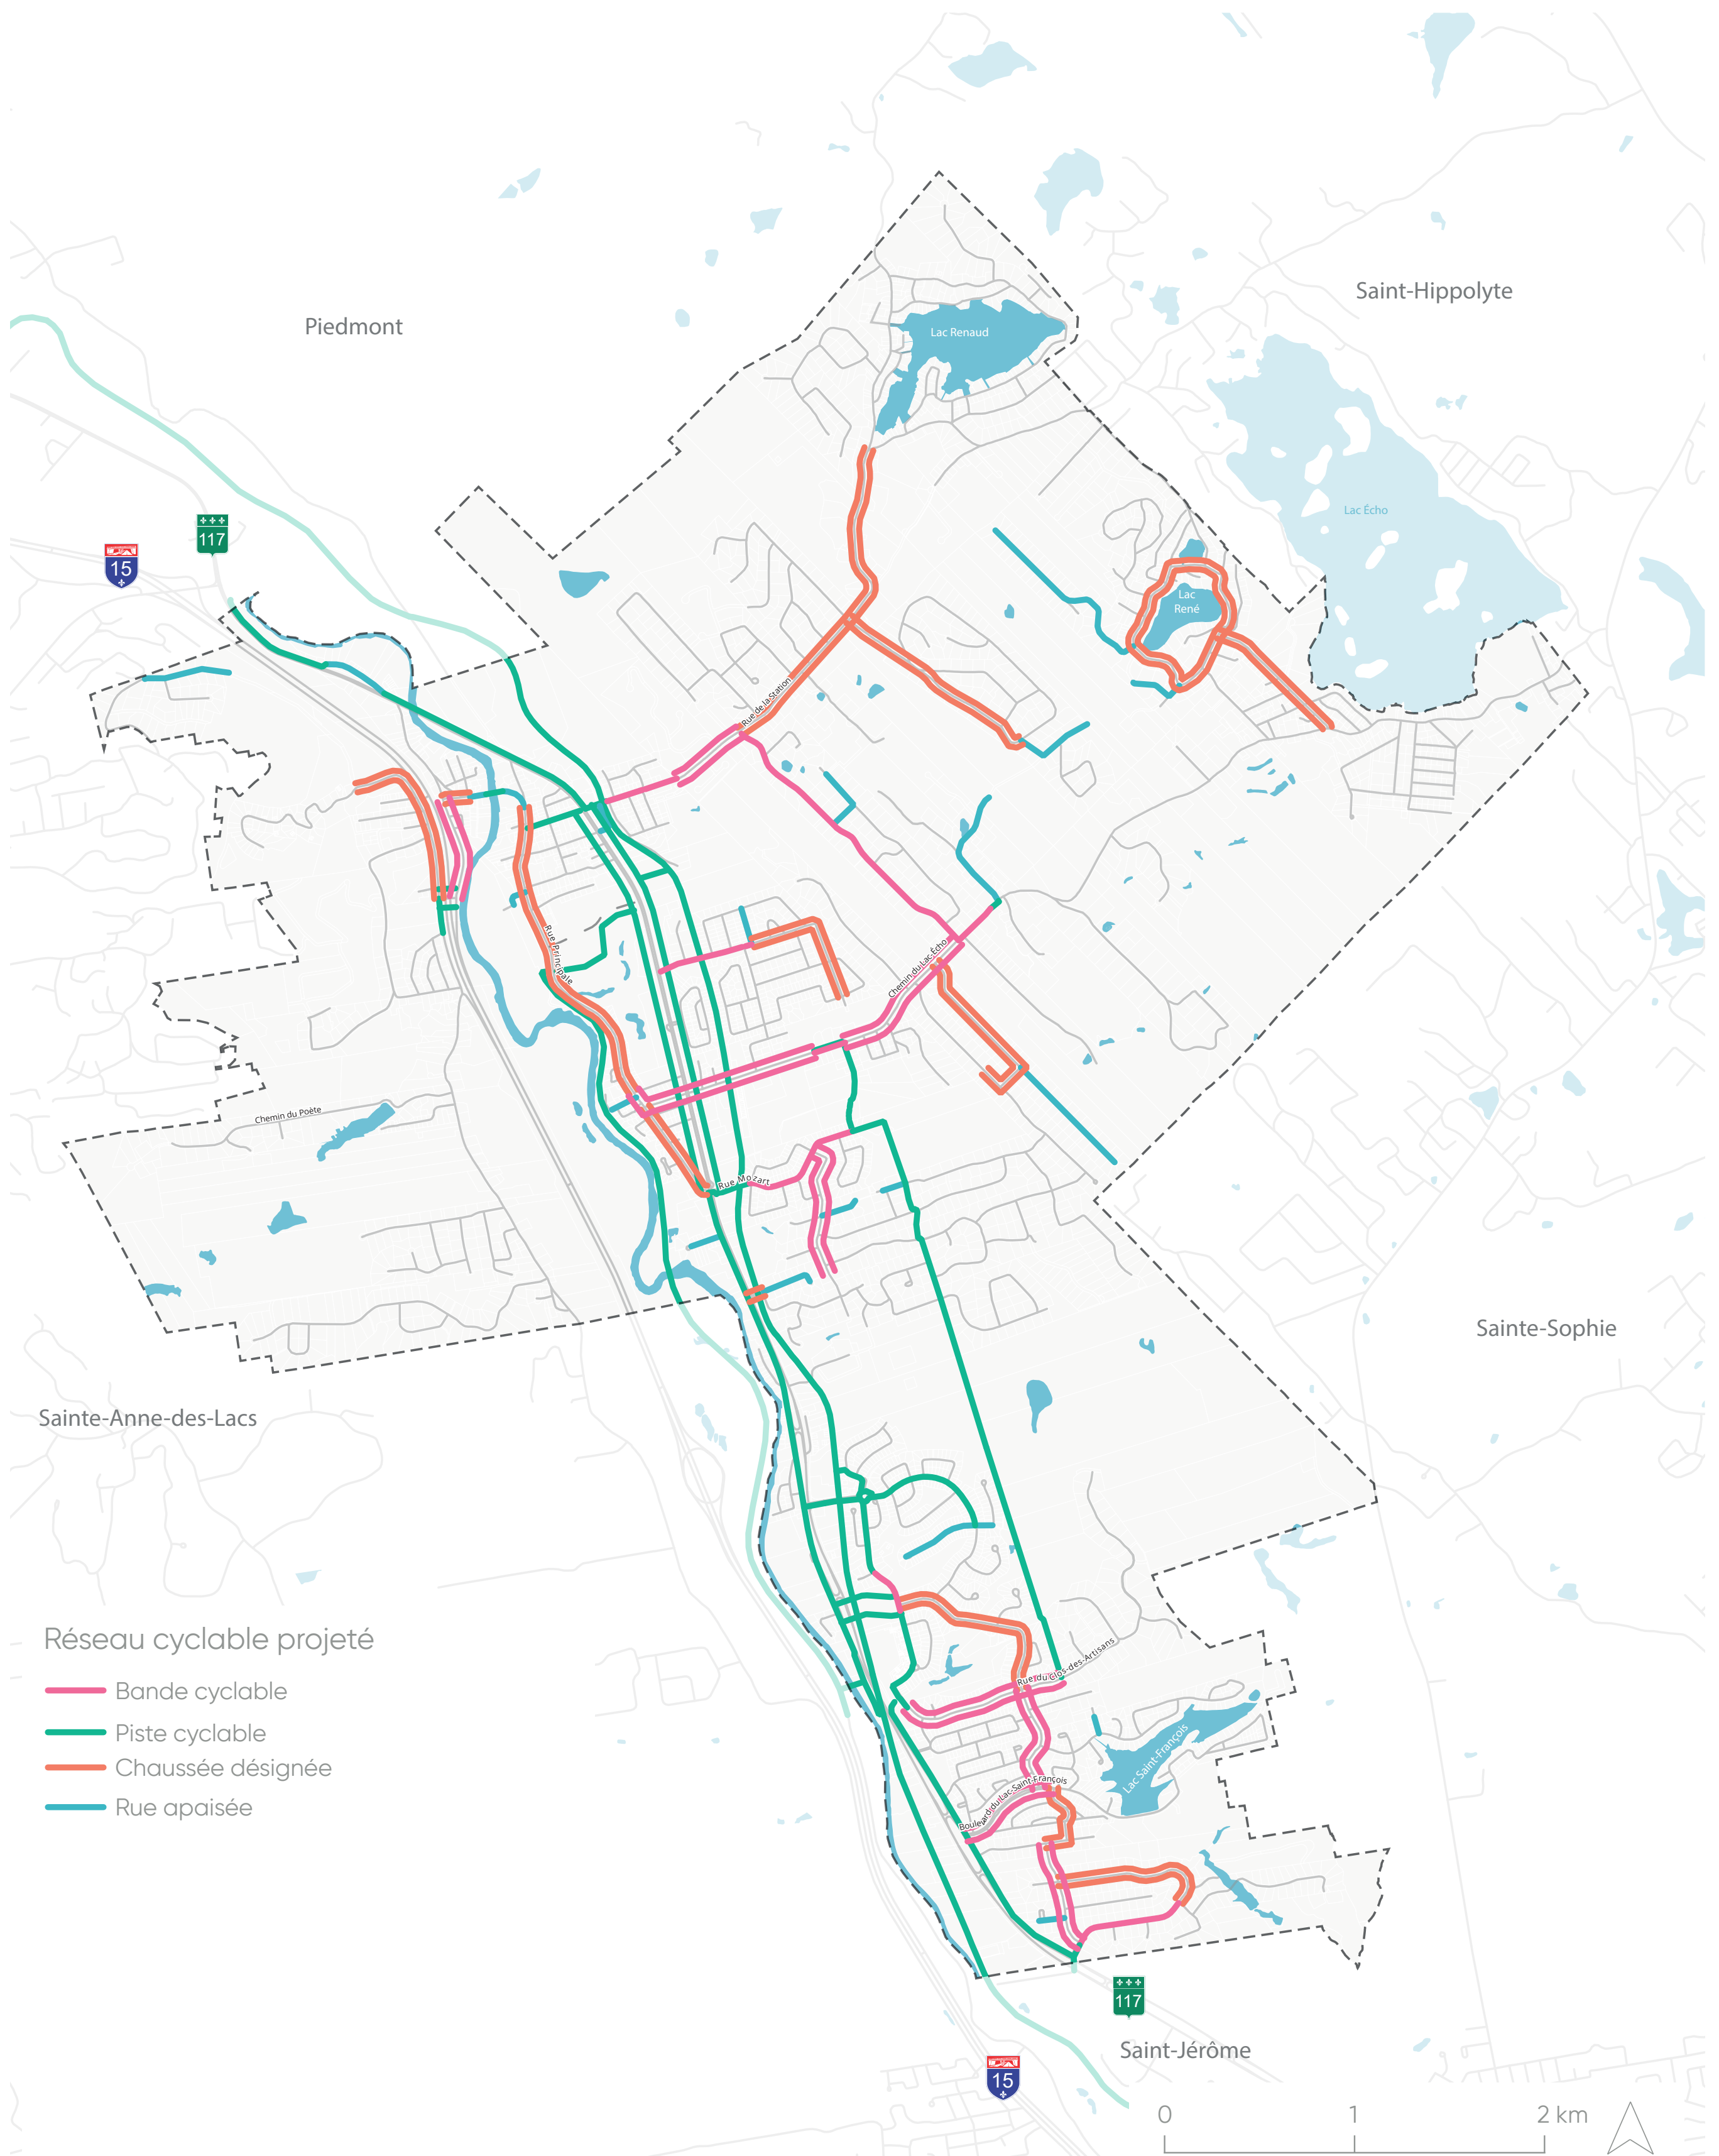 Saint-Hippolyte
Piedmont
Lac Renaud
Lac Écho
117
15
Lac
René
Rue de la Station
Rue Principale
Chemin du Lac Écho
Chemin du Poète
Rue Mozart
Sainte-Sophie
Sainte-Anne-des-Lacs
Réseau cyclable projeté
Bande cyclable
Piste cyclable
Chaussée désignée
Rue apaisée
Rue du Clos-des-Artisans
Lac Saint-François
Boulevard du Lac-Saint-François
117
Saint-Jérôme
15
0 1 2 km